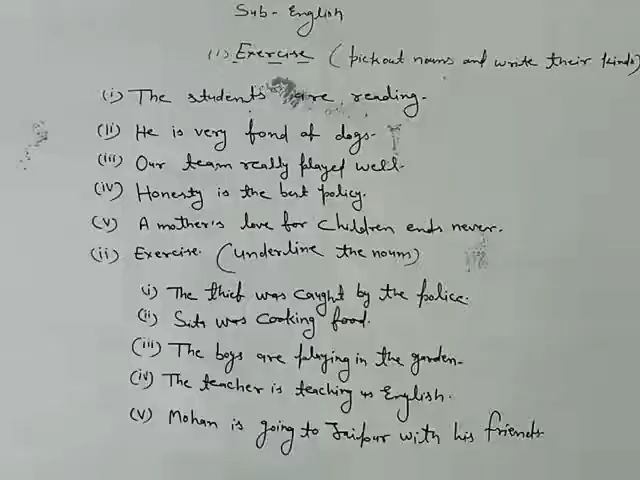 Sub - English
(i) Exercise (pickout nouns and write their kinds)
(i) The students are reading.
(ii) He is very fond of dogs.
(iii) Our team really played well.
(iv) Honesty is the best policy.
(v) A mother's love for children ends never.
(ii) Exercise. (underline the nouns)
(i) The thief was caught by the police.
(ii) Sita was cooking food.
(iii) The boys are playing in the garden.
(iv) The teacher is teaching us English.
(v) Mohan is going to Jaipur with his friends.